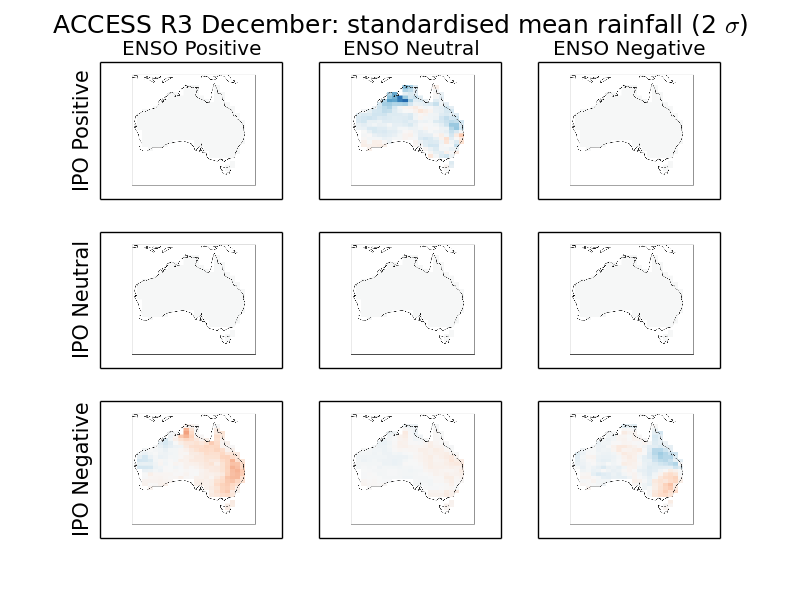 ACCESS R3 December: standardised mean rainfall (2 σ)
ENSO Positive ENSO Neutral ENSO Negative
IPO Positive
IPO Neutral
IPO Negative